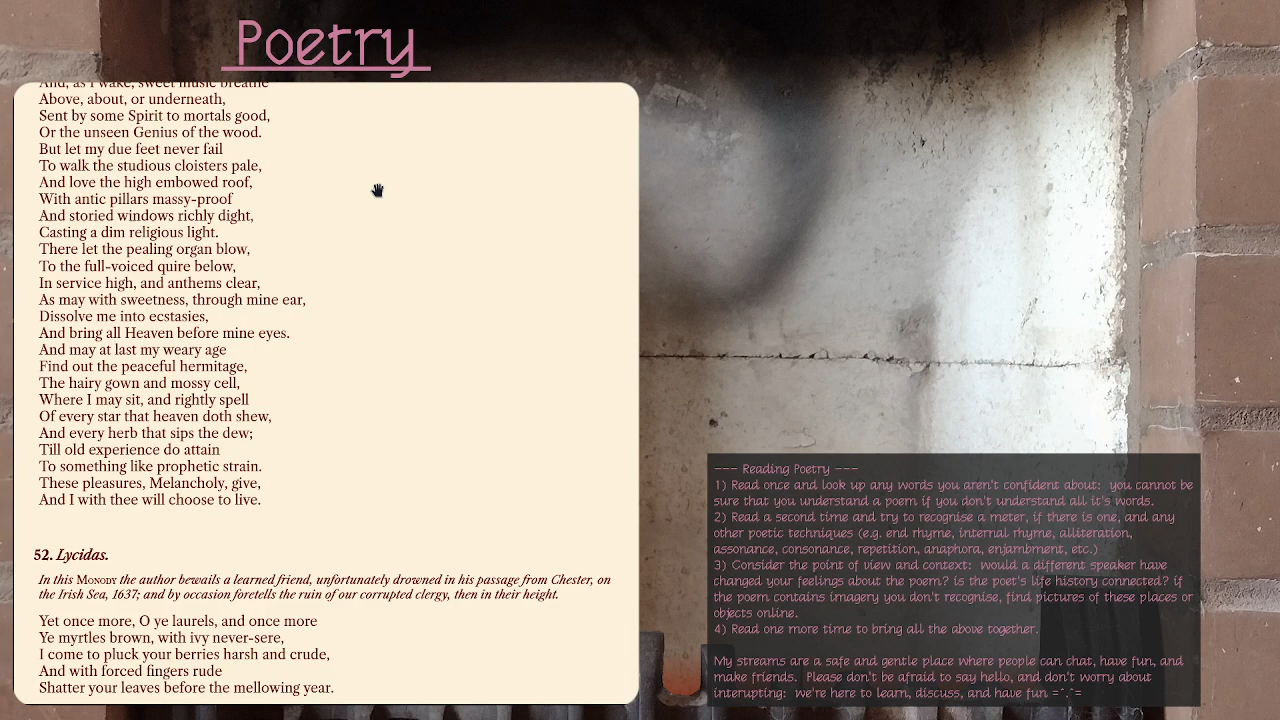 Poetry
And, as I wake, sweet music breathe
Above, about, or underneath,
Sent by some Spirit to mortals good,
Or the unseen Genius of the wood.
But let my due feet never fail
To walk the studious cloisters pale,
And love the high embowed roof,
With antic pillars massy-proof
And storied windows richly dight,
Casting a dim religious light.
There let the pealing organ blow,
To the full-voiced quire below,
In service high, and anthems clear,
As may with sweetness, through mine ear,
Dissolve me into ecstasies,
And bring all Heaven before mine eyes.
And may at last my weary age
Find out the peaceful hermitage,
The hairy gown and mossy cell,
Where I may sit, and rightly spell
Of every star that heaven doth shew,
And every herb that sips the dew;
Till old experience do attain
To something like prophetic strain.
These pleasures, Melancholy, give,
And I with thee will choose to live.
52. Lycidas.
In this Monody the author bewails a learned friend, unfortunately drowned in his passage from Chester, on
the Irish Sea, 1637; and by occasion foretells the ruin of our corrupted clergy, then in their height.
Yet once more, O ye laurels, and once more
Ye myrtles brown, with ivy never-sere,
I come to pluck your berries harsh and crude,
And with forced fingers rude
Shatter your leaves before the mellowing year.
--- Reading Poetry ---
1) Read once and look up any words you aren't confident about: you cannot be
sure that you understand a poem if you don't understand all it's words.
2) Read a second time and try to recognise a meter, if there is one, and any
other poetic techniques (e.g. end rhyme, internal rhyme, alliteration,
assonance, consonance, repetition, anaphora, enjambment, etc.)
3) Consider the point of view and context: would a different speaker have
changed your feelings about the poem? is the poet's life history connected? if
the poem contains imagery you don't recognise, find pictures of these places or
objects online.
4) Read one more time to bring all the above together.
My streams are a safe and gentle place where people can chat, have fun, and
make friends. Please don't be afraid to say hello, and don't worry about
interupting: we're here to learn, discuss, and have fun =^.^=